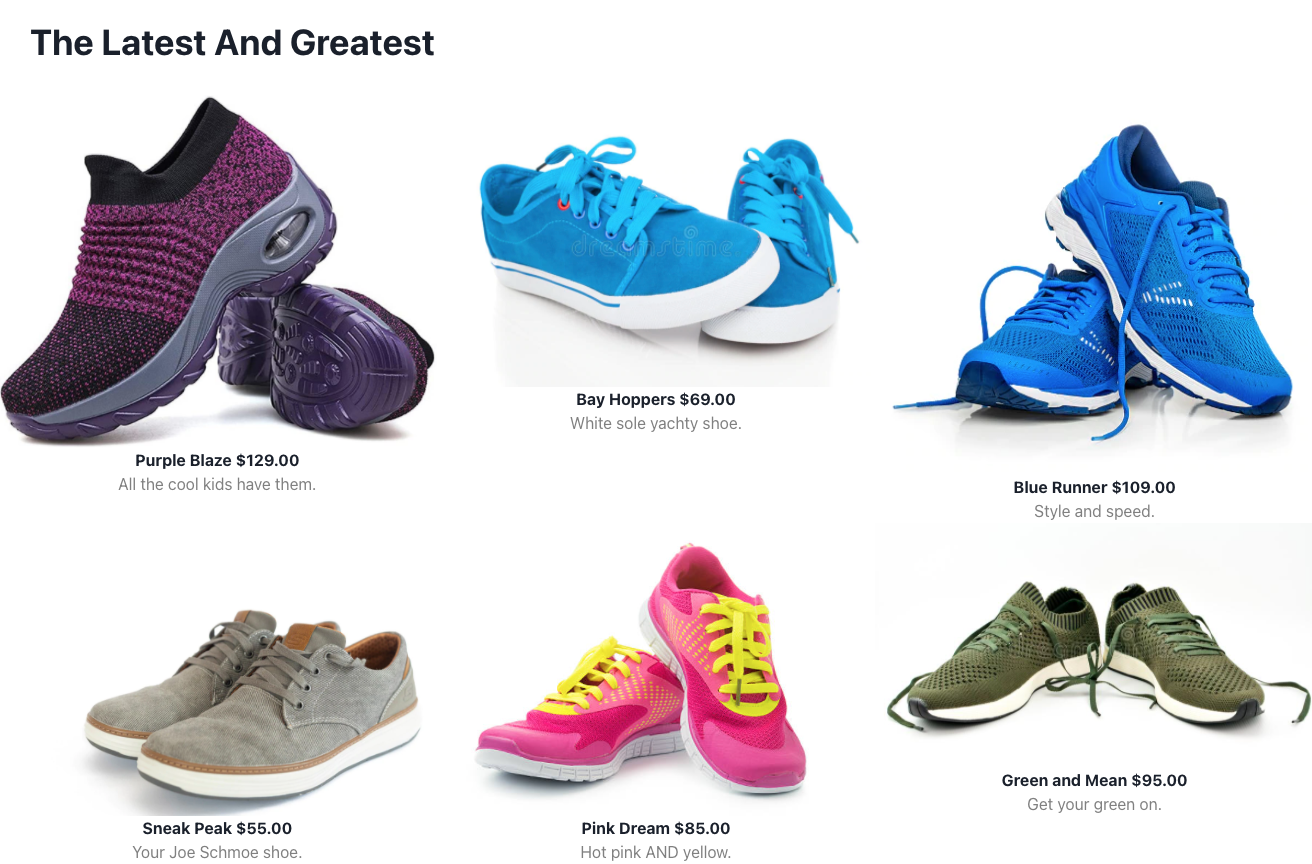 The Latest And Greatest
dreamstime
Purple Blaze $129.00
All the cool kids have them.
Bay Hoppers $69.00
White sole yachty shoe.
Blue Runner $109.00
Style and speed.
Sneak Peak $55.00
Your Joe Schmoe shoe.
Pink Dream $85.00
Hot pink AND yellow.
Green and Mean $95.00
Get your green on.